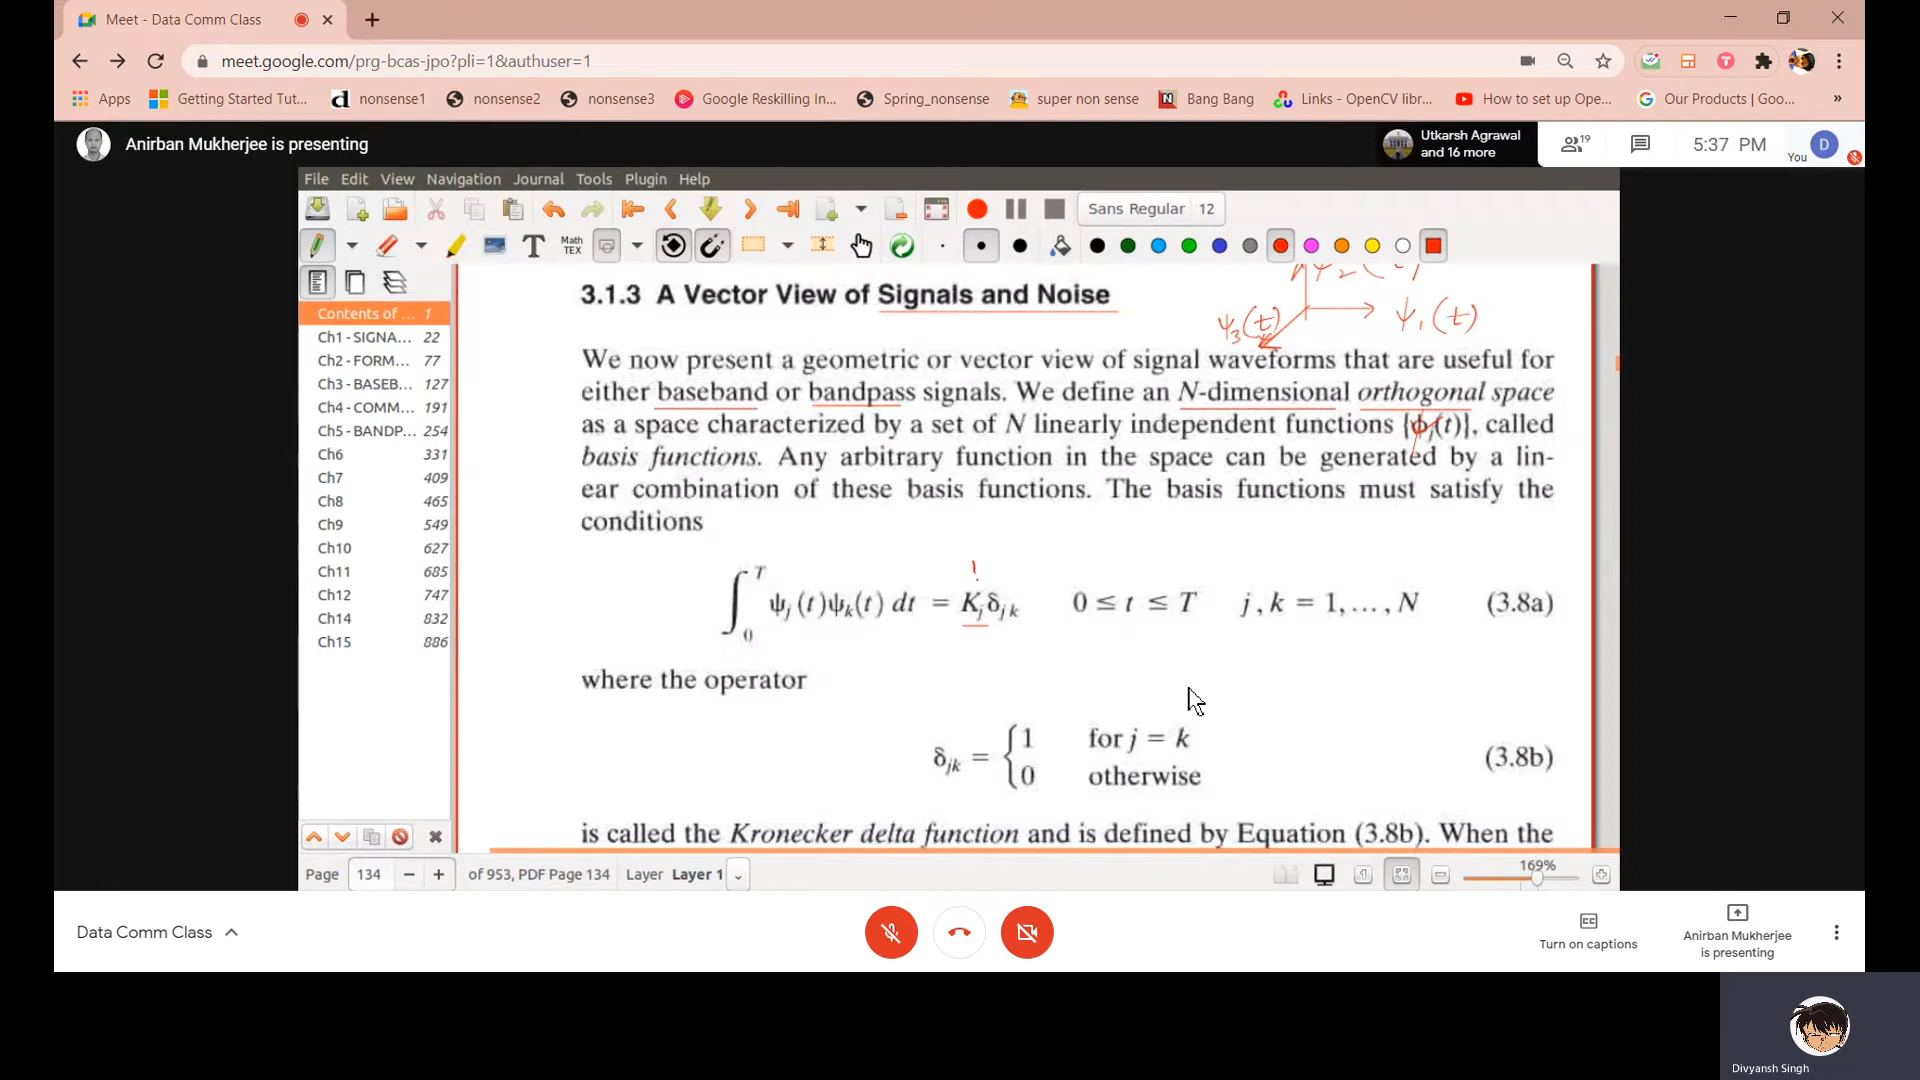 Meet - Data Comm Class
meet.google.com/prg-bcas-jpo?pli=1&authuser=1
Apps Getting Started Tut... nonsense1 nonsense2 nonsense3 Google Reskilling In... Spring_nonsense super non sense Bang Bang Links - OpenCV libr... How to set up Ope... Our Products | Goo... »
Anirban Mukherjee is presenting
Utkarsh Agrawal
and 16 more
19
5:37 PM
You
D
File Edit View Navigation Journal Tools Plugin Help
Sans Regular 12
Math
TEX
Contents of ... 1
Ch1 - SIGNA... 22
Ch2 - FORM... 77
Ch3 - BASEB... 127
Ch4 - COMM... 191
Ch5 - BANDP... 254
Ch6 331
Ch7 409
Ch8 465
Ch9 549
Ch10 627
Ch11 685
Ch12 747
Ch14 832
Ch15 886
3.1.3 A Vector View of Signals and Noise
ψ₃(t) ψ₁(t)
We now present a geometric or vector view of signal waveforms that are useful for
either baseband or bandpass signals. We define an N-dimensional orthogonal space
as a space characterized by a set of N linearly independent functions {ψj(t)}, called
basis functions. Any arbitrary function in the space can be generated by a lin-
ear combination of these basis functions. The basis functions must satisfy the
conditions
∫₀ᵀ ψj(t)ψk(t) dt = Kjδjk 0 ≤ t ≤ T j, k = 1, ..., N (3.8a)
where the operator
δjk = {1 for j = k
0 otherwise (3.8b)
is called the Kronecker delta function and is defined by Equation (3.8b). When the
Page 134 of 953, PDF Page 134 Layer Layer 1 169%
Data Comm Class
Turn on captions
Anirban Mukherjee
is presenting
Divyansh Singh